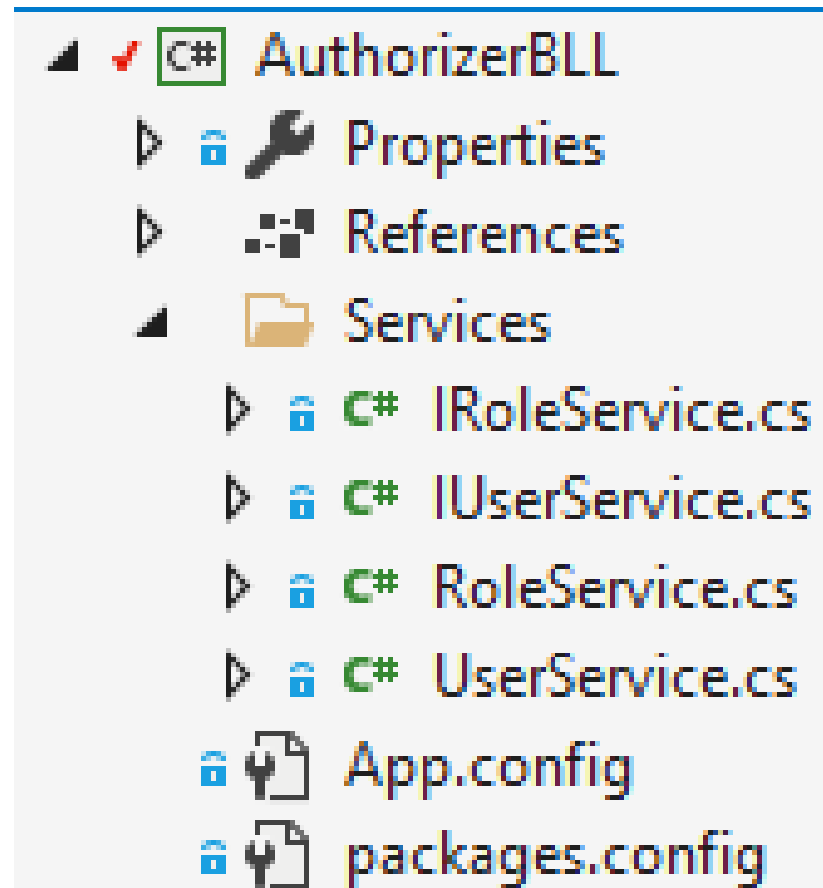 C# AuthorizerBLL
Properties
References
Services
C# IRoleService.cs
C# IUserService.cs
C# RoleService.cs
C# UserService.cs
App.config
packages.config